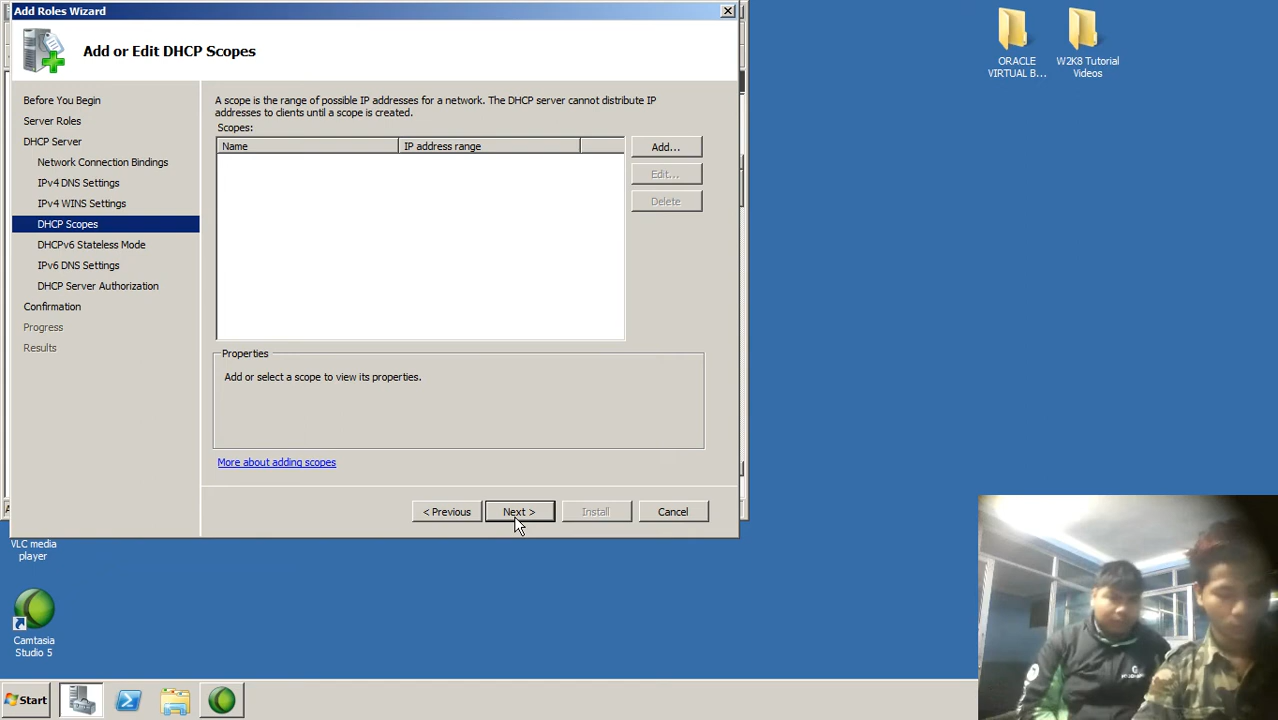 Add Roles Wizard
Add or Edit DHCP Scopes
Before You Begin
Server Roles
DHCP Server
Network Connection Bindings
IPv4 DNS Settings
IPv4 WINS Settings
DHCP Scopes
DHCPv6 Stateless Mode
IPv6 DNS Settings
DHCP Server Authorization
Confirmation
Progress
Results
A scope is the range of possible IP addresses for a network. The DHCP server cannot distribute IP
addresses to clients until a scope is created.
Scopes:
Name IP address range
Add...
Edit...
Delete
Properties
Add or select a scope to view its properties.
More about adding scopes
< Previous Next > Install Cancel
ORACLE
VIRTUAL B...
W2K8 Tutorial
Videos
VLC media
player
Camtasia
Studio 5
Start